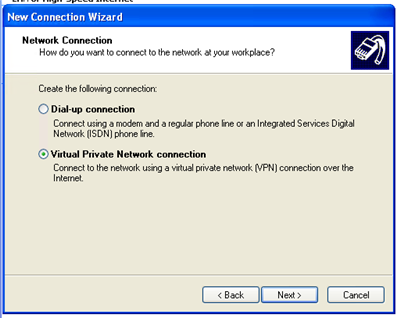 High Speed Internet
New Connection Wizard
Network Connection
How do you want to connect to the network at your workplace?
Create the following connection:
Dial-up connection
Connect using a modem and a regular phone line or an Integrated Services Digital
Network (ISDN) phone line.
Virtual Private Network connection
Connect to the network using a virtual private network (VPN) connection over the
Internet.
< Back Next > Cancel